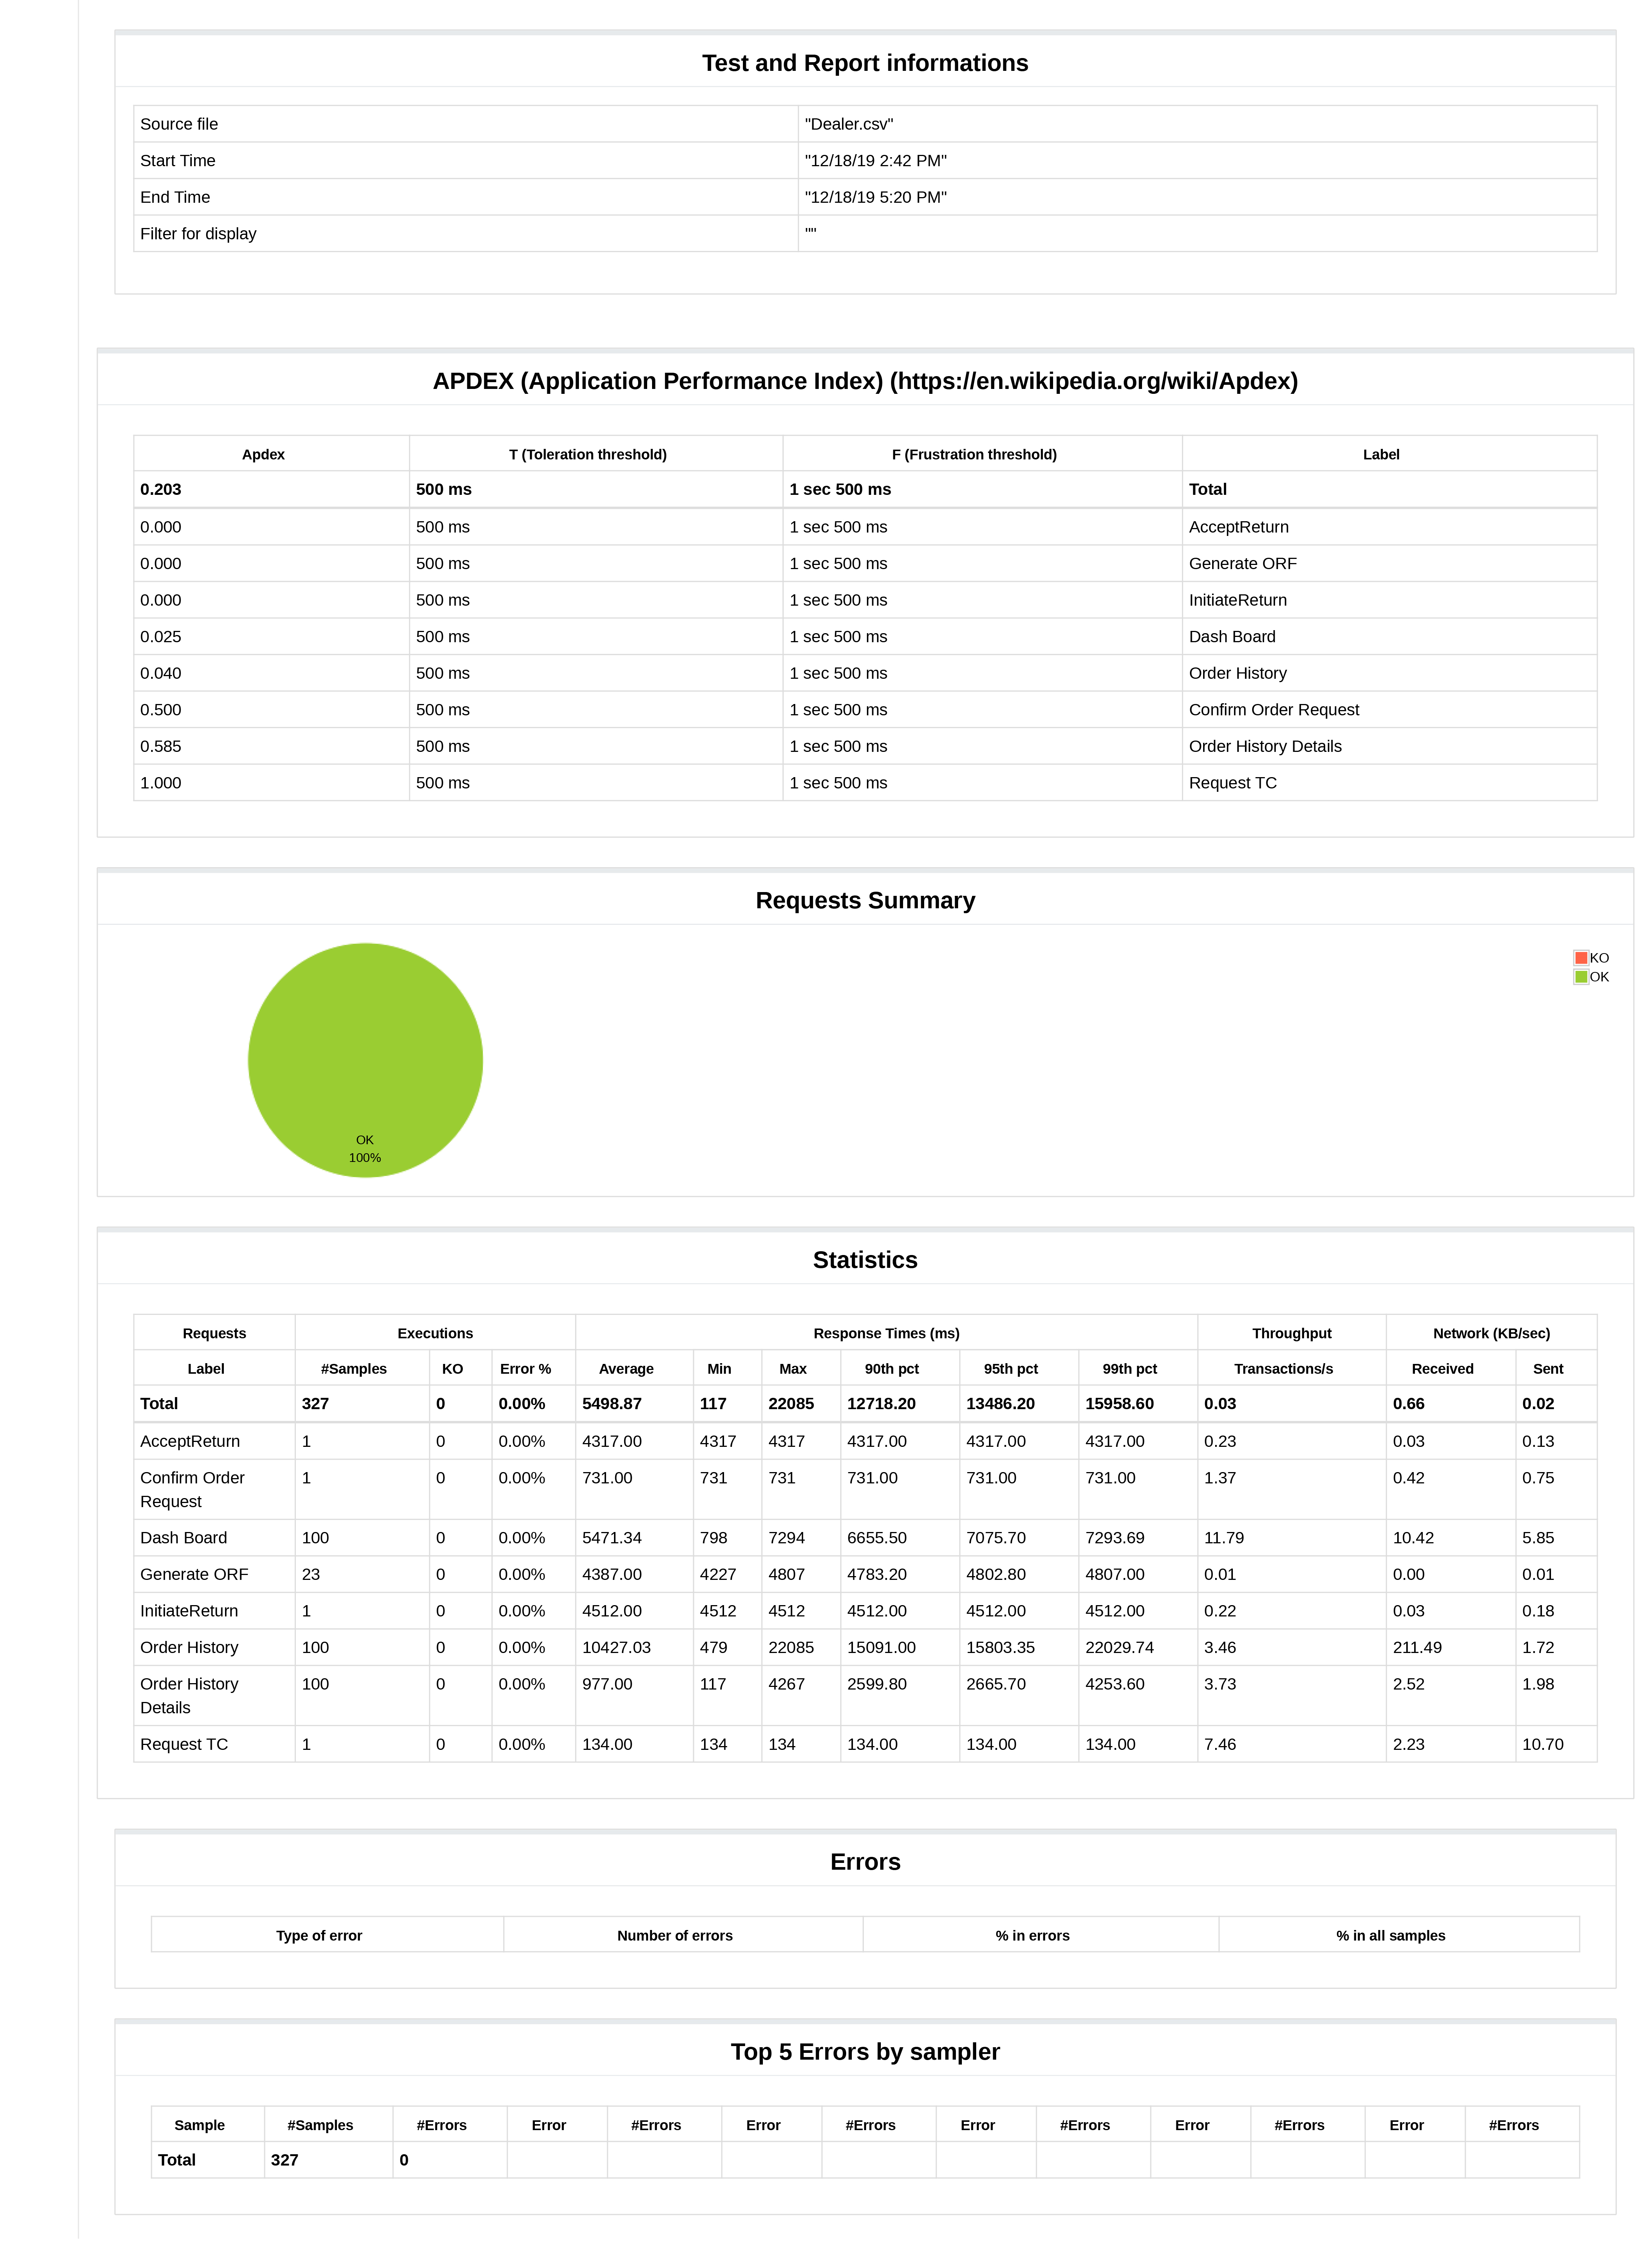 Test and Report informations
Source file "Dealer.csv"
Start Time "12/18/19 2:42 PM"
End Time "12/18/19 5:20 PM"
Filter for display ""
APDEX (Application Performance Index) (https://en.wikipedia.org/wiki/Apdex)
Apdex T (Toleration threshold) F (Frustration threshold) Label
0.203 500 ms 1 sec 500 ms Total
0.000 500 ms 1 sec 500 ms AcceptReturn
0.000 500 ms 1 sec 500 ms Generate ORF
0.000 500 ms 1 sec 500 ms InitiateReturn
0.025 500 ms 1 sec 500 ms Dash Board
0.040 500 ms 1 sec 500 ms Order History
0.500 500 ms 1 sec 500 ms Confirm Order Request
0.585 500 ms 1 sec 500 ms Order History Details
1.000 500 ms 1 sec 500 ms Request TC
Requests Summary
KO
OK
OK
100%
Statistics
Requests Executions Response Times (ms) Throughput Network (KB/sec)
Label #Samples KO Error % Average Min Max 90th pct 95th pct 99th pct Transactions/s Received Sent
Total 327 0 0.00% 5498.87 117 22085 12718.20 13486.20 15958.60 0.03 0.66 0.02
AcceptReturn 1 0 0.00% 4317.00 4317 4317 4317.00 4317.00 4317.00 0.23 0.03 0.13
Confirm Order 1 0 0.00% 731.00 731 731 731.00 731.00 731.00 1.37 0.42 0.75
Request
Dash Board 100 0 0.00% 5471.34 798 7294 6655.50 7075.70 7293.69 11.79 10.42 5.85
Generate ORF 23 0 0.00% 4387.00 4227 4807 4783.20 4802.80 4807.00 0.01 0.00 0.01
InitiateReturn 1 0 0.00% 4512.00 4512 4512 4512.00 4512.00 4512.00 0.22 0.03 0.18
Order History 100 0 0.00% 10427.03 479 22085 15091.00 15803.35 22029.74 3.46 211.49 1.72
Order History 100 0 0.00% 977.00 117 4267 2599.80 2665.70 4253.60 3.73 2.52 1.98
Details
Request TC 1 0 0.00% 134.00 134 134 134.00 134.00 134.00 7.46 2.23 10.70
Errors
Type of error Number of errors % in errors % in all samples
Top 5 Errors by sampler
Sample #Samples #Errors Error #Errors Error #Errors Error #Errors Error #Errors Error #Errors
Total 327 0